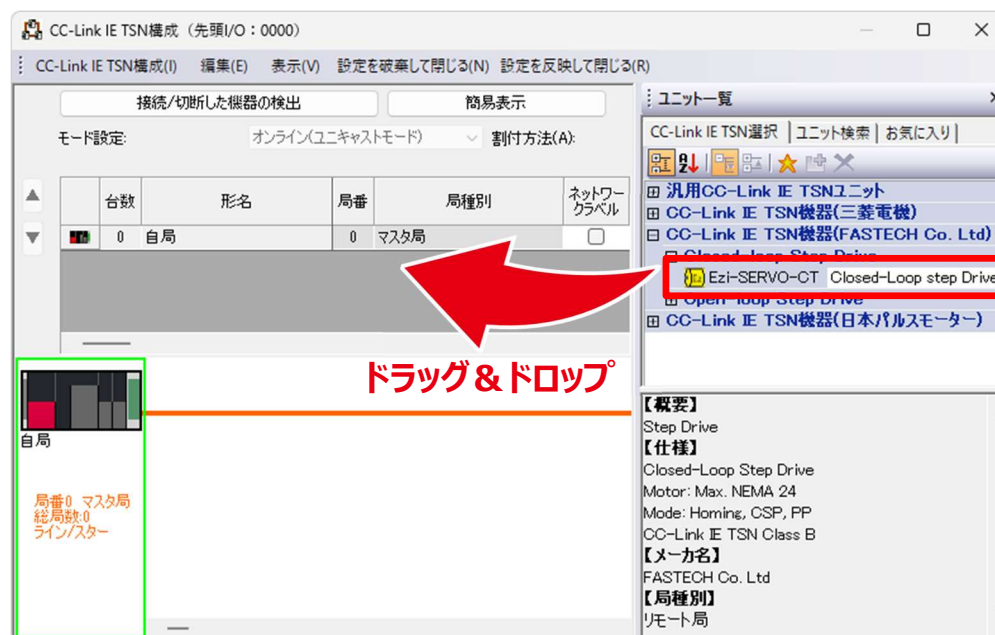 CC-Link IE TSN構成（先頭I/O：0000）
CC-Link IE TSN構成(I) 編集(E) 表示(V) 設定を破棄して閉じる(N) 設定を反映して閉じる(R)
接続/切断した機器の検出 簡易表示
モード設定: オンライン(ユニキャストモード) 割付方法(A):
台数 形名 局番 局種別 ネットワークラベル
0 自局 0 マスタ局
ドラッグ＆ドロップ
自局
局番0 マスタ局
総局数:0
ライン/スター
ユニット一覧
CC-Link IE TSN選択 ユニット検索 お気に入り
汎用CC-Link IE TSNユニット
CC-Link IE TSN機器(三菱電機)
CC-Link IE TSN機器(FASTECH Co. Ltd)
Closed-loop Step Drive
Ezi-SERVO-CT Closed-Loop step Drive
Open-loop Step Drive
CC-Link IE TSN機器(日本パルスモーター)
【概要】
Step Drive
【仕様】
Closed-Loop Step Drive
Motor: Max. NEMA 24
Mode: Homing, CSP, PP
CC-Link IE TSN Class B
【メーカ名】
FASTECH Co. Ltd
【局種別】
リモート局